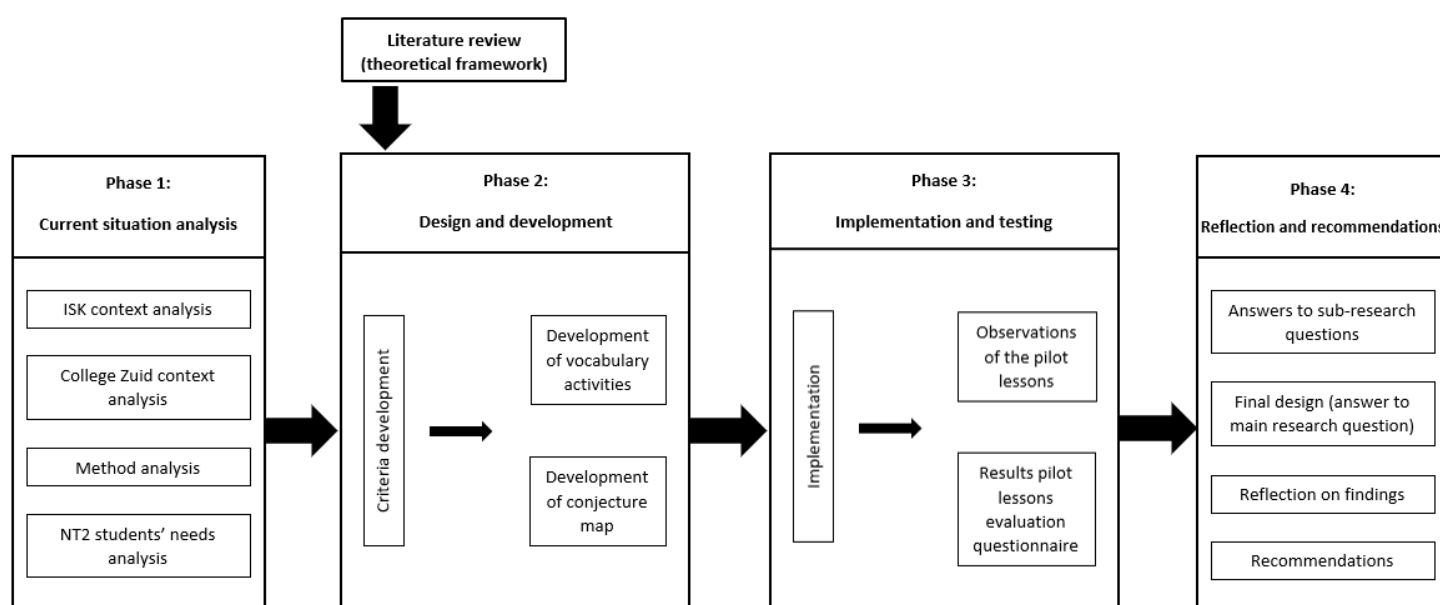 Literature review
(theoretical framework)
Phase 1:
Current situation analysis
ISK context analysis
College Zuid context
analysis
Method analysis
NT2 students’ needs
analysis
Phase 2:
Design and development
Criteria development
Development
of vocabulary
activities
Development
of conjecture
map
Phase 3:
Implementation and testing
Implementation
Observations
of the pilot
lessons
Results pilot
lessons
evaluation
questionnaire
Phase 4:
Reflection and recommendations
Answers to sub-research
questions
Final design (answer to
main research question)
Reflection on findings
Recommendations